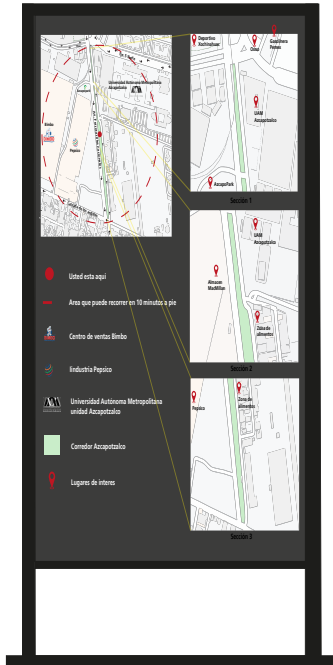 Deportivo
Xochinahuac
Gasolinera
Pemex
UAM
Azcapotzalco
AzcapoPark
Sección 1
Universidad Autónoma Metropolitana
Azcapotzalco
Bimbo
Pepsico
UAM
Azcapotzalco
Almacen
MacMillan
Zona de
alimentos
Sección 2
Usted esta aqui
Area que puede recorrer en 10 minutos a pie
Centro de ventas Bimbo
Iindustria Pepsico
Universidad Autónoma Metropolitana
unidad Azcapotzalco
Corredor Azcapotzalco
Lugares de interes
Zona de
alimentos
Pepsico
Sección 3